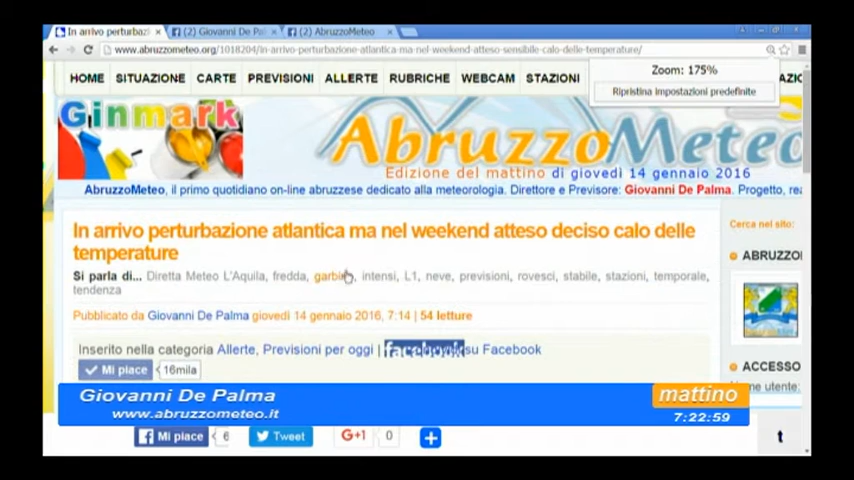 In arrivo perturbaz
(2) Giovanni De Pa
(2) AbruzzoMeteo
www.abruzzometeo.org/1018204/in-arrivo-perturbazione-atlantica-ma-nel-weekend-atteso-sensibile-calo-delle-temperature/
HOME SITUAZIONE CARTE PREVISIONI ALLERTE RUBRICHE WEBCAM STAZIONI
Zoom: 175%
Ripristina impostazioni predefinite
Ginmark
AbruzzoMeteo
Edizione del mattino di giovedì 14 gennaio 2016
AbruzzoMeteo, il primo quotidiano on-line abruzzese dedicato alla meteorologia. Direttore e Previsore: Giovanni De Palma. Progetto, rea
In arrivo perturbazione atlantica ma nel weekend atteso deciso calo delle
temperature
Cerca nel sito:
Si parla di... Diretta Meteo L'Aquila, fredda, intensi, L1, neve, previsioni, rovesci, stabile, stazioni, temporale,
tendenza
ABRUZZO
Pubblicato da Giovanni De Palma giovedì 14 gennaio 2016, 7:14 | 54 letture
Inserito nella categoria Allerte, Previsioni per oggi | facebook su Facebook
Mi piace 16mila
ACCESSO
me utente:
Giovanni De Palma
www.abruzzometeo.it
mattino
7:22:59
Mi piace 6 Tweet G+1 0
t